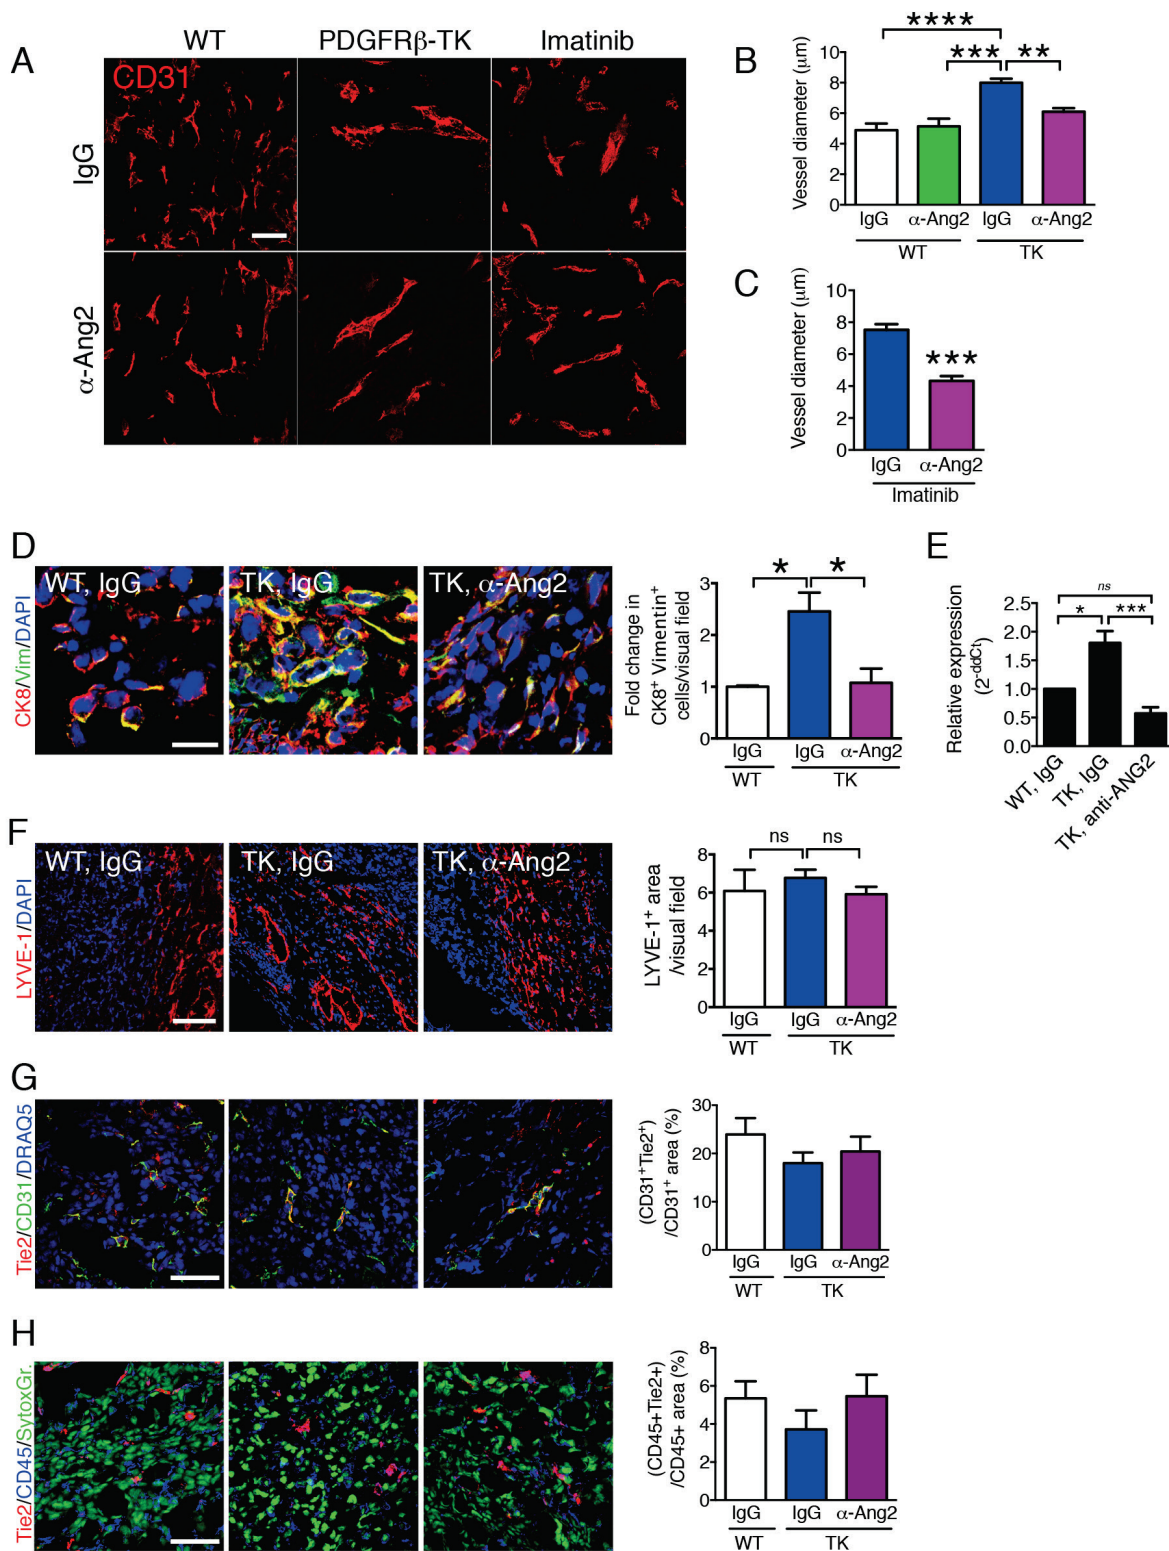 A
WT
PDGFRβ-TK
Imatinib
CD31
IgG
α-Ang2
B
****
***
**
Vessel diameter (μm)
10
8
6
4
2
0
IgG
α-Ang2
IgG
α-Ang2
WT
TK
C
Vessel diameter (μm)
10
8
6
4
2
0
***
IgG
α-Ang2
Imatinib
D
CK8/Vim/DAPI
WT, IgG
TK, IgG
TK, α-Ang2
Fold change in
CK8⁺ Vimentin⁺
cells/visual field
3
2
1
0
*
*
IgG
IgG
α-Ang2
WT
TK
E
Relative expression
(2^-ddCt)
2.5
2.0
1.5
1.0
0.5
0.0
ns
*
***
WT, IgG
TK, IgG
TK, anti-ANG2
F
LYVE-1/DAPI
WT, IgG
TK, IgG
TK, α-Ang2
LYVE-1⁺ area
/visual field
8
6
4
2
0
ns
ns
IgG
IgG
α-Ang2
WT
TK
G
Tie2/CD31/DRAQ5
(CD31⁺Tie2⁺)
/CD31⁺ area (%)
30
20
10
0
IgG
IgG
α-Ang2
WT
TK
H
Tie2/CD45/SytoxGr.
(CD45+Tie2+)
/CD45+ area (%)
8
6
4
2
0
IgG
IgG
α-Ang2
WT
TK